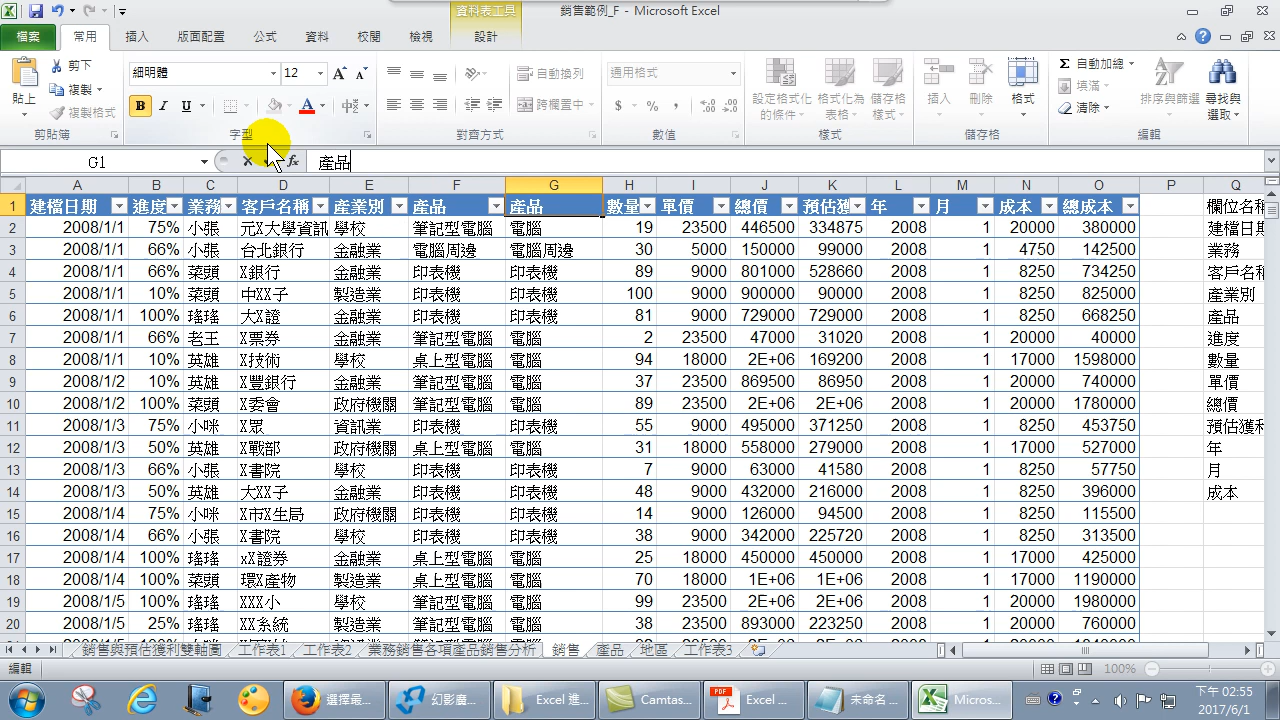 資料表工具
銷售範例_F - Microsoft Excel
檔案 常用 插入 版面配置 公式 資料 校閱 檢視 設計
貼上 剪下 複製 複製格式 剪貼簿
細明體 12 B I U A 字型
自動換列 跨欄置中 對齊方式
通用格式 $ % , 數值
設定格式化的條件 格式化為表格 儲存格樣式 樣式
插入 刪除 格式 儲存格
Σ 自動加總 填滿 清除 排序與篩選 尋找與選取 編輯
G1 fx 產品
A B C D E F G H I J K L M N O P Q
1 建檔日期 進度 業務 客戶名稱 產業別 產品 產品 數量 單價 總價 預估獲 年 月 成本 總成本 欄位名稱
2 2008/1/1 75% 小張 元X大學資訊 學校 筆記型電腦 電腦 19 23500 446500 334875 2008 1 20000 380000 建檔日
3 2008/1/1 66% 小張 台北銀行 金融業 電腦周邊 電腦周邊 30 5000 150000 99000 2008 1 4750 142500 業務
4 2008/1/1 66% 菜頭 X銀行 金融業 印表機 印表機 89 9000 801000 528660 2008 1 8250 734250 客戶名稱
5 2008/1/1 10% 菜頭 中XX子 製造業 印表機 印表機 100 9000 900000 90000 2008 1 8250 825000 產業別
6 2008/1/1 100% 瑤瑤 大X證 金融業 印表機 印表機 81 9000 729000 729000 2008 1 8250 668250 產品
7 2008/1/1 66% 老王 X票券 金融業 筆記型電腦 電腦 2 23500 47000 31020 2008 1 20000 40000 進度
8 2008/1/1 10% 英雄 X技術 學校 桌上型電腦 電腦 94 18000 2E+06 169200 2008 1 17000 1598000 數量
9 2008/1/2 10% 英雄 X豐銀行 金融業 筆記型電腦 電腦 37 23500 869500 86950 2008 1 20000 740000 單價
10 2008/1/2 100% 菜頭 X委會 政府機關 筆記型電腦 電腦 89 23500 2E+06 2E+06 2008 1 20000 1780000 總價
11 2008/1/3 75% 小咪 X眾 資訊業 印表機 印表機 55 9000 495000 371250 2008 1 8250 453750 預估獲利
12 2008/1/3 50% 英雄 X戰部 政府機關 桌上型電腦 電腦 31 18000 558000 279000 2008 1 17000 527000 年
13 2008/1/3 66% 小張 X書院 學校 印表機 印表機 7 9000 63000 41580 2008 1 8250 57750 月
14 2008/1/3 50% 英雄 大XX子 金融業 印表機 印表機 48 9000 432000 216000 2008 1 8250 396000 成本
15 2008/1/4 75% 小咪 X市X生局 政府機關 印表機 印表機 14 9000 126000 94500 2008 1 8250 115500
16 2008/1/4 66% 小張 X書院 學校 印表機 印表機 38 9000 342000 225720 2008 1 8250 313500
17 2008/1/4 100% 瑤瑤 xX證券 金融業 桌上型電腦 電腦 25 18000 450000 450000 2008 1 17000 425000
18 2008/1/4 100% 菜頭 環X產物 製造業 桌上型電腦 電腦 70 18000 1E+06 1E+06 2008 1 17000 1190000
19 2008/1/5 100% 瑤瑤 XXX小 學校 筆記型電腦 電腦 99 23500 2E+06 2E+06 2008 1 20000 1980000
20 2008/1/5 25% 瑤瑤 XX系統 製造業 筆記型電腦 電腦 38 23500 893000 223250 2008 1 20000 760000
銷售與預估獲利雙軸圖 工作表1 工作表2 業務銷售各項產品銷售分析 銷售 產品 地區 工作表3
編輯 100%
選擇最... 幻影廣... Excel 進... Camtas... Excel ... 未命名 ... Micros... 下午 02:55
2017/6/1